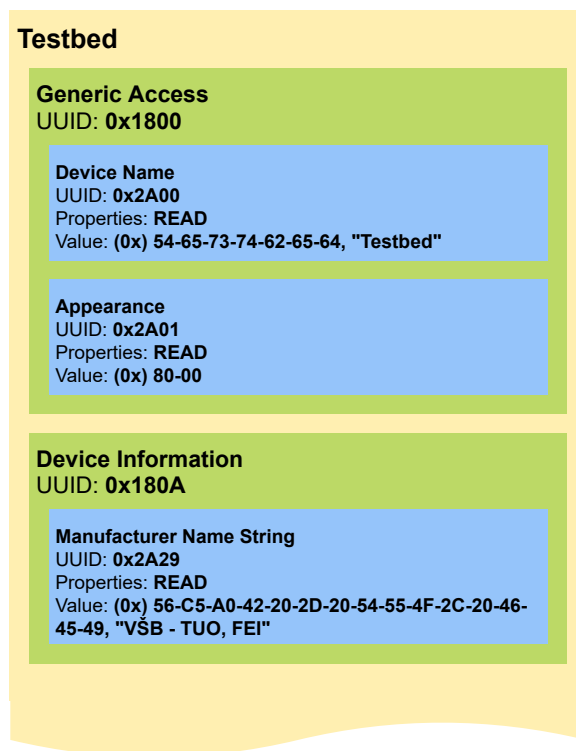 Testbed
Generic Access
UUID: 0x1800
Device Name
UUID: 0x2A00
Properties: READ
Value: (0x) 54-65-73-74-62-65-64, "Testbed"
Appearance
UUID: 0x2A01
Properties: READ
Value: (0x) 80-00
Device Information
UUID: 0x180A
Manufacturer Name String
UUID: 0x2A29
Properties: READ
Value: (0x) 56-C5-A0-42-20-2D-20-54-55-4F-2C-20-46-
45-49, "VŠB - TUO, FEI"